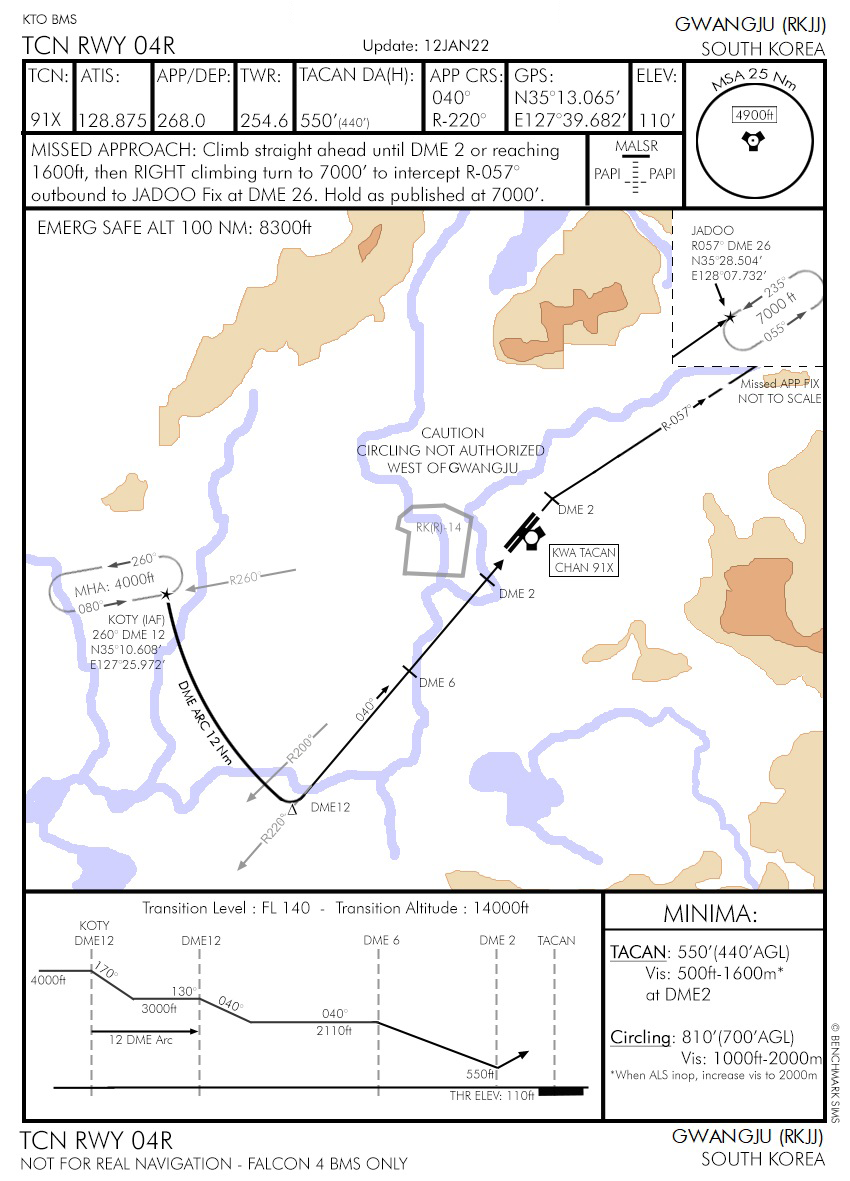 KTO BMS
TCN RWY 04R
Update: 12JAN22
GWANGJU (RKJJ)
SOUTH KOREA
TCN:
91X
ATIS:
128.875
APP/DEP:
268.0
TWR:
254.6
TACAN DA(H):
550'(440')
APP CRS:
040°
R-220°
GPS:
N35°13.065'
E127°39.682'
ELEV:
110'
MSA 25 Nm
4900ft
MISSED APPROACH: Climb straight ahead until DME 2 or reaching
1600ft, then RIGHT climbing turn to 7000' to intercept R-057°
outbound to JADOO Fix at DME 26. Hold as published at 7000'.
MALSR
PAPI PAPI
EMERG SAFE ALT 100 NM: 8300ft
JADOO
R057° DME 26
N35°28.504'
E128°07.732'
235°
7000 ft
055°
Missed APP FIX
NOT TO SCALE
R-057°
CAUTION
CIRCLING NOT AUTHORIZED
WEST OF GWANGJU
DME 2
RK(R)-14
KWA TACAN
CHAN 91X
260°
MHA: 4000ft
080°
R260°
KOTY (IAF)
260° DME 12
N35°10.608'
E127°25.972'
DME 2
DME 6
040°
DME ARC 12 Nm
R200°
DME12
R220°
Transition Level : FL 140 - Transition Altitude : 14000ft
KOTY
DME12
DME12
DME 6
DME 2
TACAN
4000ft
170°
130°
3000ft
040°
040°
2110ft
12 DME Arc
550ft
THR ELEV: 110ft
MINIMA:
TACAN: 550'(440'AGL)
Vis: 500ft-1600m*
at DME2
Circling: 810'(700'AGL)
Vis: 1000ft-2000m
*When ALS inop, increase vis to 2000m
© BENCHMARK SIMS
TCN RWY 04R
NOT FOR REAL NAVIGATION - FALCON 4 BMS ONLY
GWANGJU (RKJJ)
SOUTH KOREA